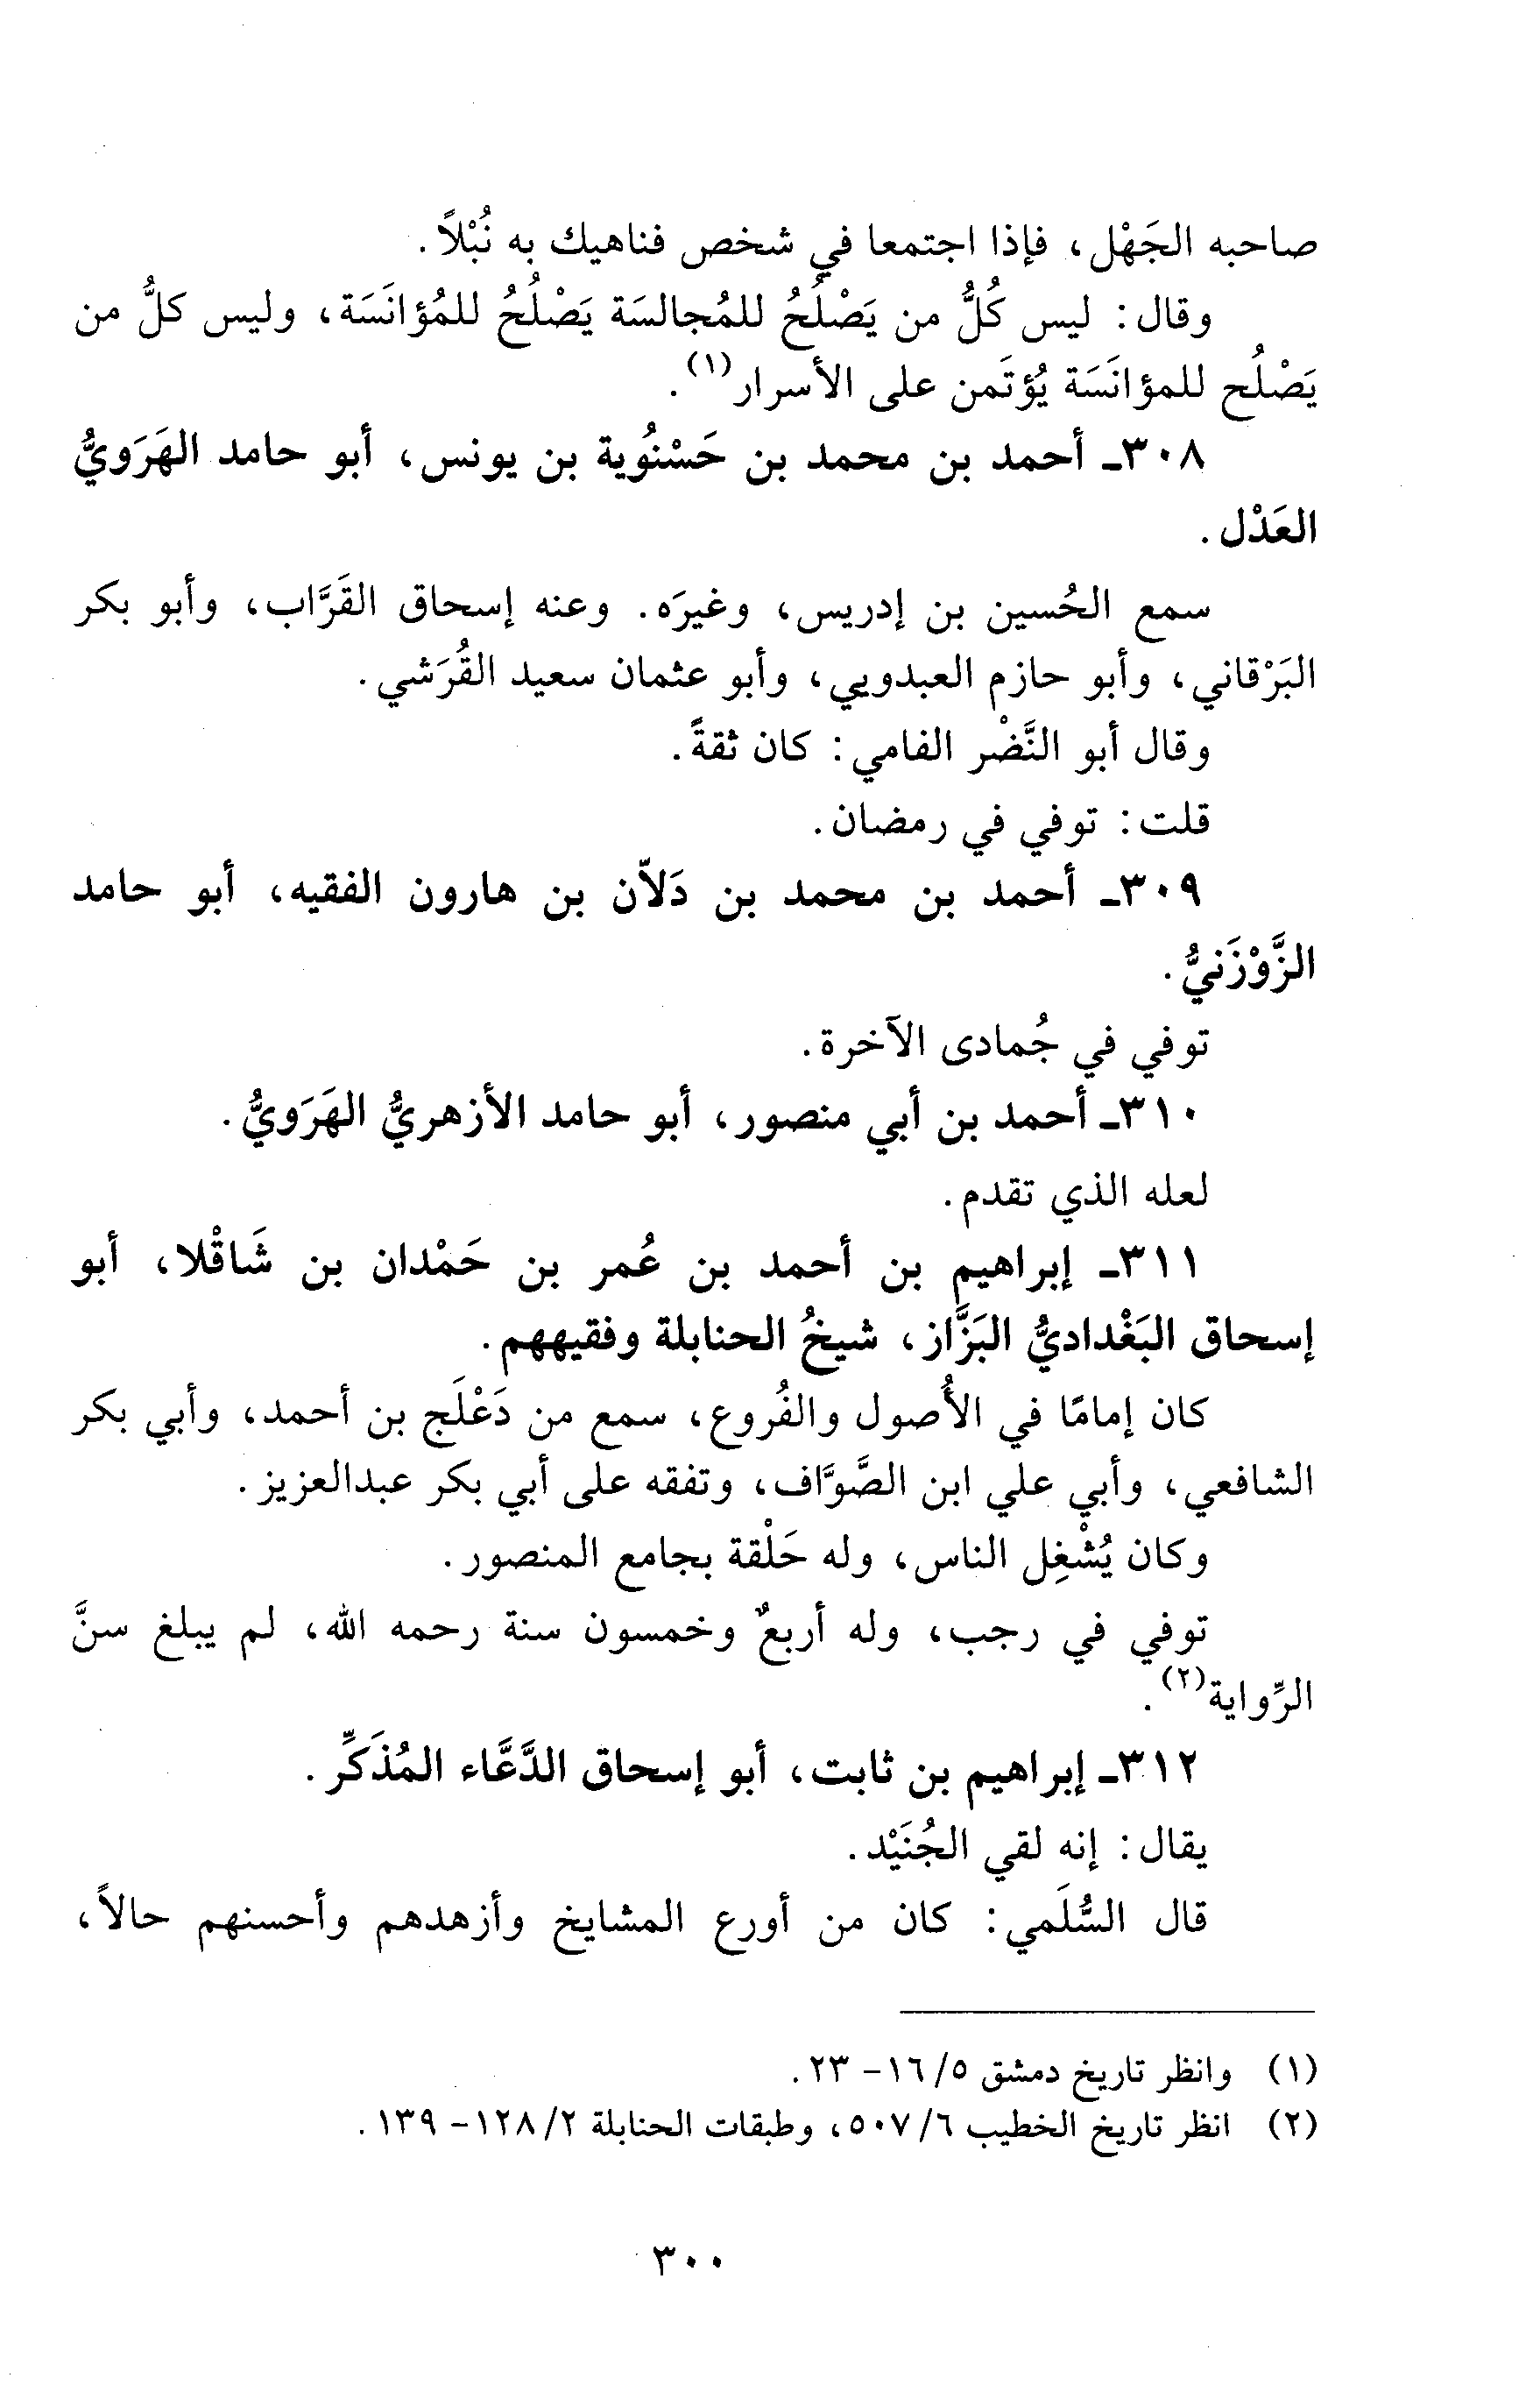 صاحبه الجَهْل، فإذا اجتمعا في شخص فناهيك به نُبْلاً.
وقال: ليس كُلُّ من يَصْلُحُ للمُجالسَة يَصْلُحُ للمُؤانَسَة، وليس كلُّ من
يَصْلُح للمؤانَسَة يُؤتَمن على الأسرار(١).
٣٠٨ـ أحمد بن محمد بن حَسْنُوية بن يونس، أبو حامد الهَرَويُّ
العَدْل.
سمع الحُسين بن إدريس، وغيرَه. وعنه إسحاق القَرَّاب، وأبو بكر
البَرْقاني، وأبو حازم العبدويي، وأبو عثمان سعيد القُرَشي.
وقال أبو النَّضْر الفامي: كان ثقةً.
قلت: توفي في رمضان.
٣٠٩ـ أحمد بن محمد بن دَلاّن بن هارون الفقيه، أبو حامد
الزَّوْزَنيُّ.
توفي في جُمادى الآخرة.
٣١٠ـ أحمد بن أبي منصور، أبو حامد الأزهريُّ الهَرَويُّ.
لعله الذي تقدم.
٣١١ـ إبراهيم بن أحمد بن عُمر بن حَمْدان بن شَاقْلا، أبو
إسحاق البَغْداديُّ البَزَّاز، شيخُ الحنابلة وفقيههم.
كان إمامًا في الأُصول والفُروع، سمع من دَعْلَج بن أحمد، وأبي بكر
الشافعي، وأبي علي ابن الصَّوَّاف، وتفقه على أبي بكر عبدالعزيز.
وكان يُشْغِل الناس، وله حَلْقة بجامع المنصور.
توفي في رجب، وله أربعٌ وخمسون سنة رحمه الله، لم يبلغ سنَّ
الرِّواية(٢).
٣١٢ـ إبراهيم بن ثابت، أبو إسحاق الدَّعَّاء المُذَكِّر.
يقال: إنه لقي الجُنَيْد.
قال السُّلَمي: كان من أورع المشايخ وأزهدهم وأحسنهم حالاً،
(١) وانظر تاريخ دمشق ٥/ ١٦- ٢٣.
(٢) انظر تاريخ الخطيب ٦/ ٥٠٧، وطبقات الحنابلة ٢/ ١٢٨- ١٣٩.
٣٠٠